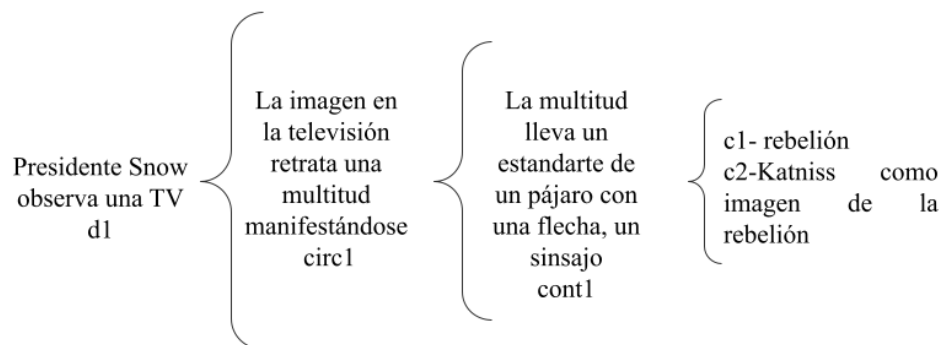 Presidente Snow
observa una TV
d1
La imagen en
la televisión
retrata una
multitud
manifestándose
circ1
La multitud
lleva un
estandarte de
un pájaro con
una flecha, un
sinsajo
cont1
c1- rebelión
c2-Katniss como
imagen de la
rebelión